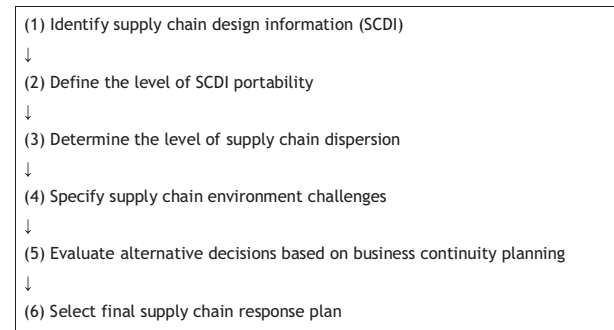 (1) Identify supply chain design information (SCDI)
↓
(2) Define the level of SCDI portability
↓
(3) Determine the level of supply chain dispersion
↓
(4) Specify supply chain environment challenges
↓
(5) Evaluate alternative decisions based on business continuity planning
↓
(6) Select final supply chain response plan